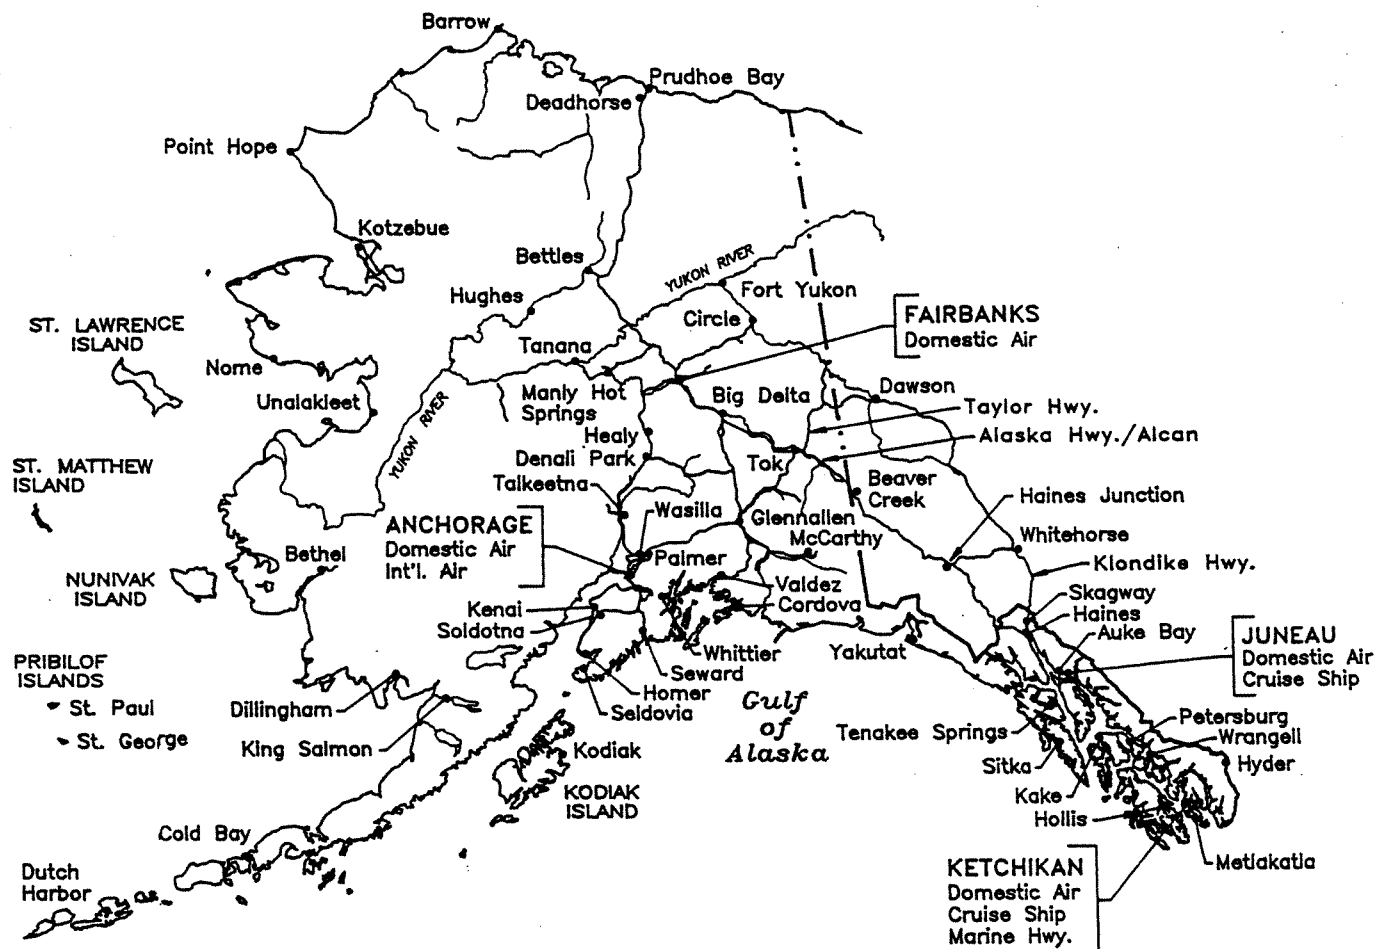 Barrow
Prudhoe Bay
Deadhorse
Point Hope
Kotzebue
Bettles
YUKON RIVER
Fort Yukon
Hughes
Circle
FAIRBANKS
Domestic Air
ST. LAWRENCE
ISLAND
Tanana
Nome
Manly Hot
Springs
Big Delta
Dawson
Unalakleet
YUKON RIVER
Taylor Hwy.
Alaska Hwy./Alcan
Healy
Denali Park
Tok
ST. MATTHEW
ISLAND
Talkeetna
Beaver
Creek
Haines Junction
Wasilla
ANCHORAGE
Domestic Air
Int'l. Air
Glennallen
McCarthy
Whitehorse
Bethel
Palmer
Klondike Hwy.
NUNIVAK
ISLAND
Valdez
Cordova
Skagway
Haines
Kenai
Soldotna
Auke Bay
JUNEAU
Domestic Air
Cruise Ship
Whittier
Yakutat
PRIBILOF
ISLANDS
Seward
Homer
Seldovia
St. Paul
Dillingham
Gulf
of
Alaska
St. George
King Salmon
Kodiak
Tenakee Springs
Petersburg
Wrangell
Sitka
Hyder
KODIAK
ISLAND
Kake
Hollis
Cold Bay
Metlakatla
Dutch
Harbor
KETCHIKAN
Domestic Air
Cruise Ship
Marine Hwy.